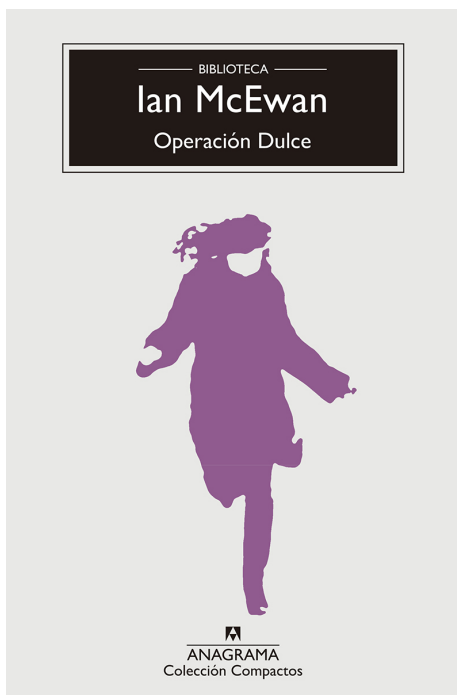 BIBLIOTECA
Ian McEwan
Operación Dulce
ANAGRAMA
Colección Compactos